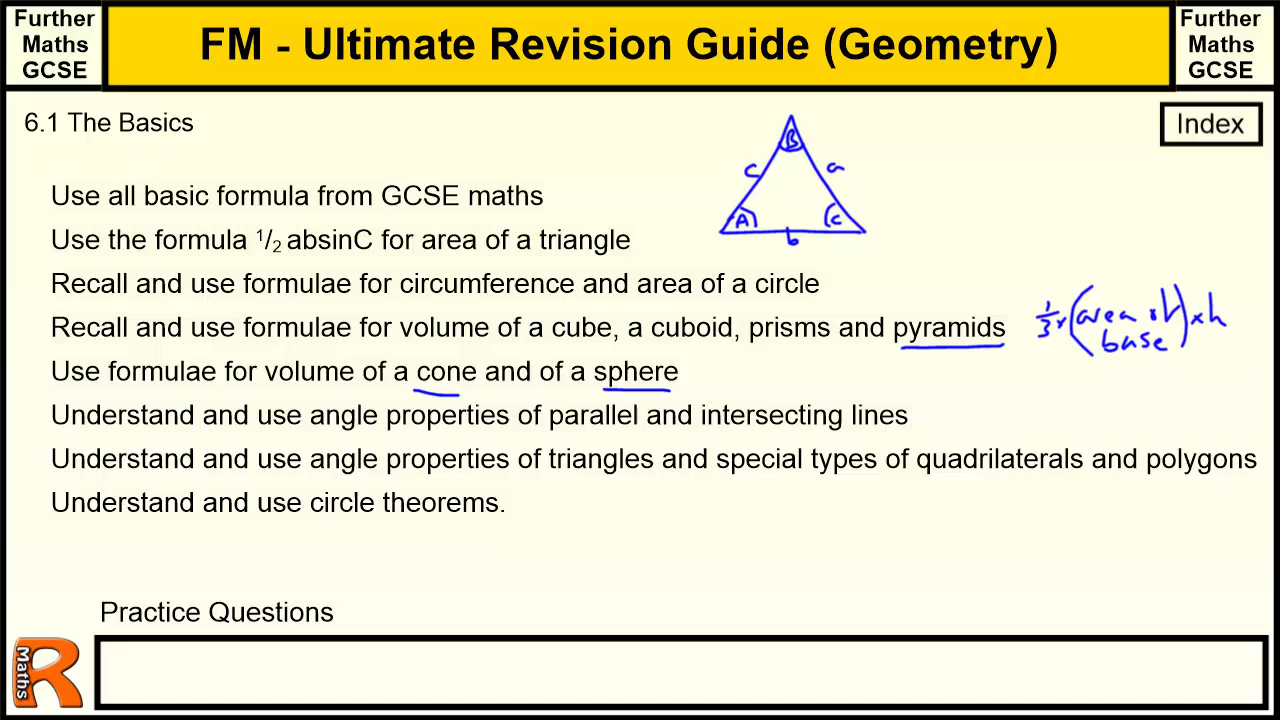 Further Maths GCSE
FM - Ultimate Revision Guide (Geometry)
Further Maths GCSE
6.1 The Basics
Index
B
c
a
A
C
b
Use all basic formula from GCSE maths
Use the formula 1/2 absinC for area of a triangle
Recall and use formulae for circumference and area of a circle
Recall and use formulae for volume of a cube, a cuboid, prisms and pyramids
1/3 × (area of base) × h
Use formulae for volume of a cone and of a sphere
Understand and use angle properties of parallel and intersecting lines
Understand and use angle properties of triangles and special types of quadrilaterals and polygons
Understand and use circle theorems.
Practice Questions
R Maths